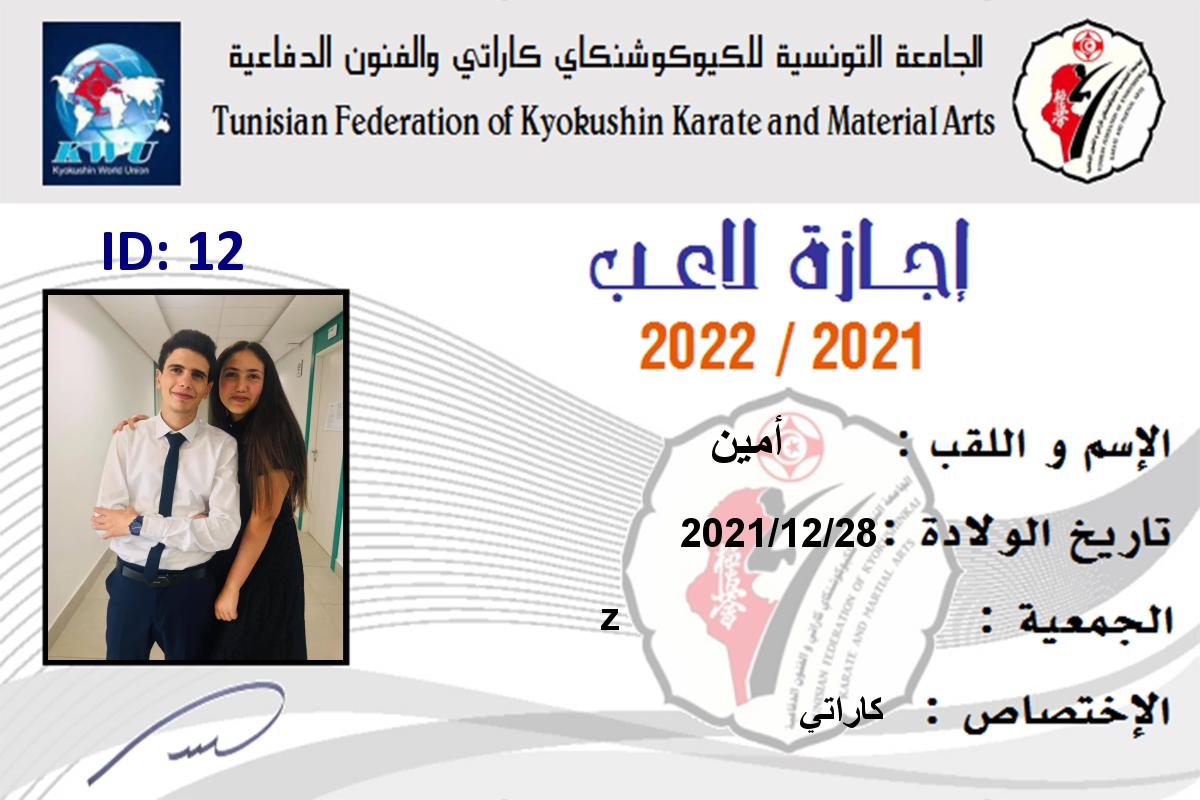 الجامعة التونسية للكيوكوشنكاي كاراتي والفنون الدفاعية
Tunisian Federation of Kyokushin Karate and Material Arts
KWU
Kyokushin World Union
ID: 12
إجازة لاعب
2022 / 2021
الإسم و اللقب : أمين
تاريخ الولادة : 2021/12/28
الجمعية : z
الإختصاص : كاراتي